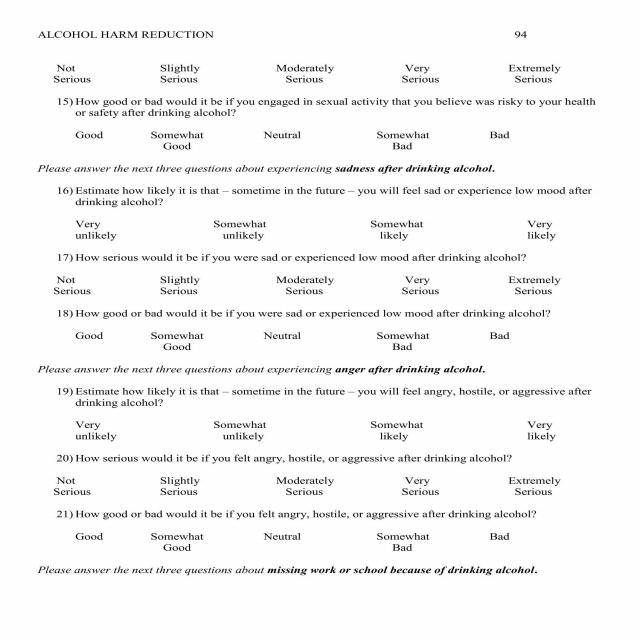 ALCOHOL HARM REDUCTION 94
Not Slightly Moderately Very Extremely
Serious Serious Serious Serious Serious
15) How good or bad would it be if you engaged in sexual activity that you believe was risky to your health
or safety after drinking alcohol?
Good Somewhat Neutral Somewhat Bad
Good Bad
Please answer the next three questions about experiencing sadness after drinking alcohol.
16) Estimate how likely it is that – sometime in the future – you will feel sad or experience low mood after
drinking alcohol?
Very Somewhat Somewhat Very
unlikely unlikely likely likely
17) How serious would it be if you were sad or experienced low mood after drinking alcohol?
Not Slightly Moderately Very Extremely
Serious Serious Serious Serious Serious
18) How good or bad would it be if you were sad or experienced low mood after drinking alcohol?
Good Somewhat Neutral Somewhat Bad
Good Bad
Please answer the next three questions about experiencing anger after drinking alcohol.
19) Estimate how likely it is that – sometime in the future – you will feel angry, hostile, or aggressive after
drinking alcohol?
Very Somewhat Somewhat Very
unlikely unlikely likely likely
20) How serious would it be if you felt angry, hostile, or aggressive after drinking alcohol?
Not Slightly Moderately Very Extremely
Serious Serious Serious Serious Serious
21) How good or bad would it be if you felt angry, hostile, or aggressive after drinking alcohol?
Good Somewhat Neutral Somewhat Bad
Good Bad
Please answer the next three questions about missing work or school because of drinking alcohol.